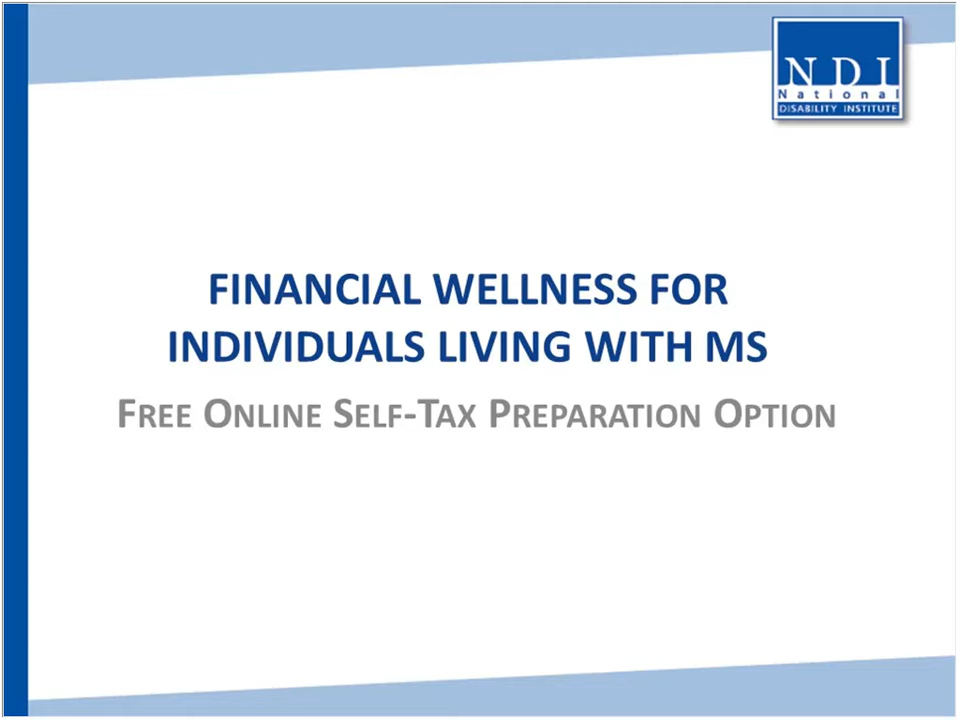 NDI
National
DISABILITY INSTITUTE
FINANCIAL WELLNESS FOR
INDIVIDUALS LIVING WITH MS
FREE ONLINE SELF-TAX PREPARATION OPTION